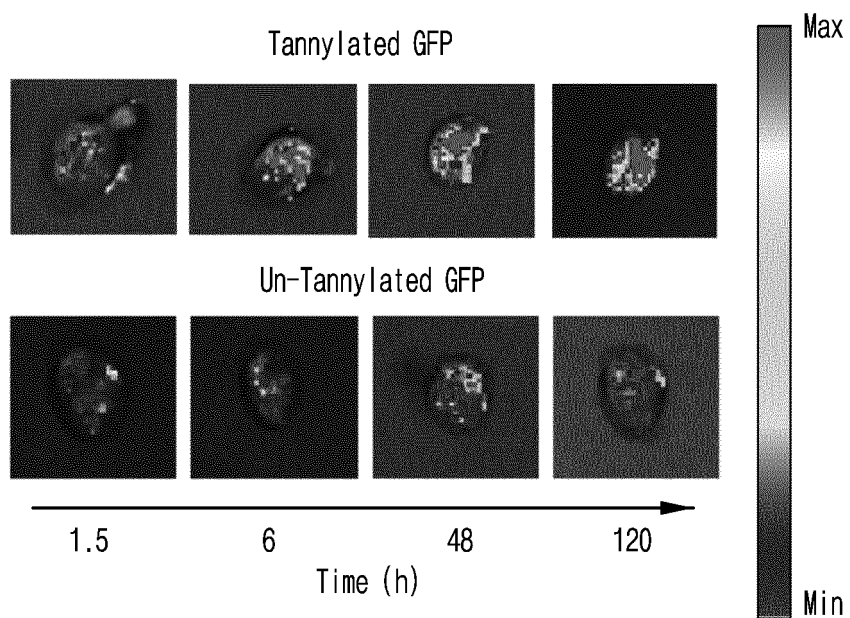 Tannylated GFP
Max
Un-Tannylated GFP
1.5 6 48 120
Time (h)
Min